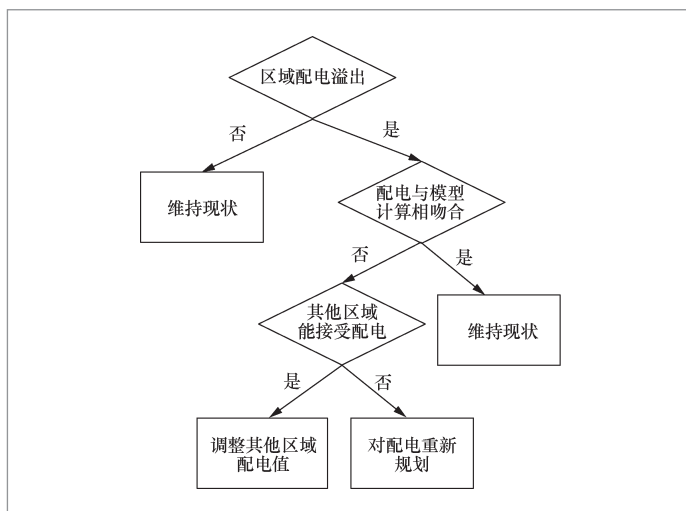 区域配电溢出
否
是
维持现状
配电与模型
计算相吻合
否
是
其他区域
能接受配电
维持现状
是
否
调整其他区域
配电值
对配电重新
规划